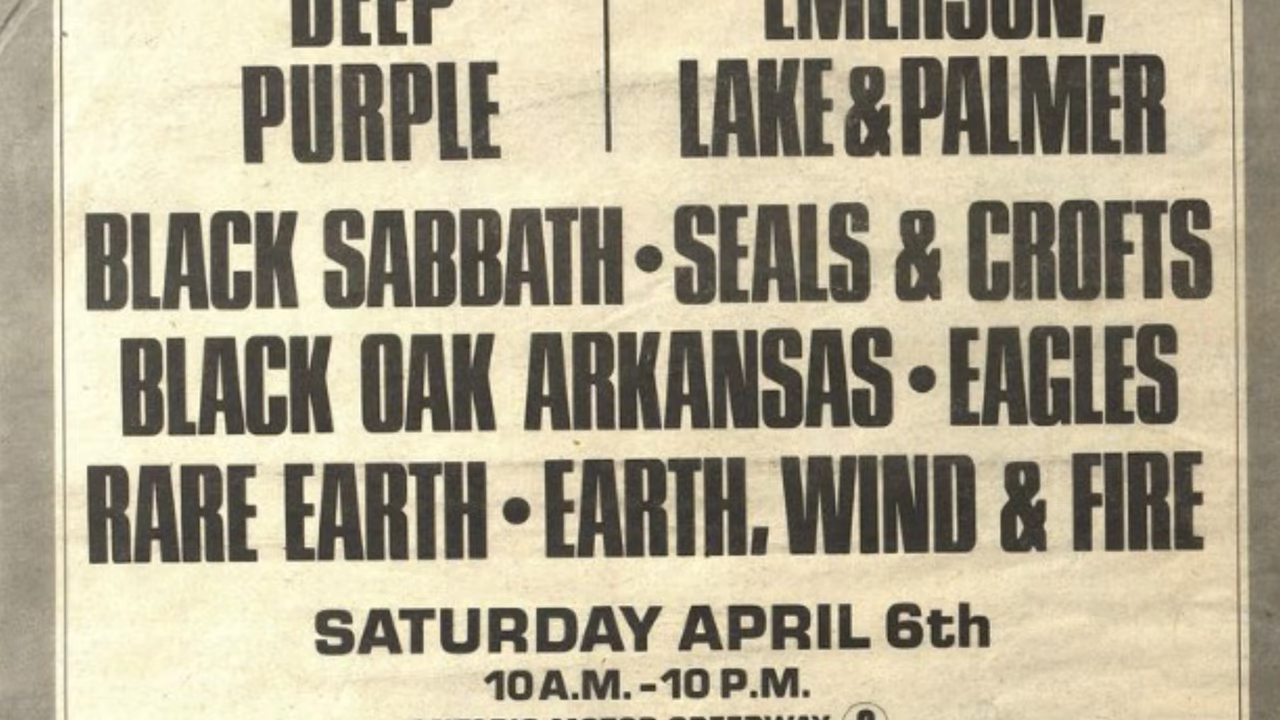 DEEP
PURPLE
EMERSON,
LAKE & PALMER
BLACK SABBATH • SEALS & CROFTS
BLACK OAK ARKANSAS • EAGLES
RARE EARTH • EARTH, WIND & FIRE
SATURDAY APRIL 6th
10 A.M. - 10 P.M.